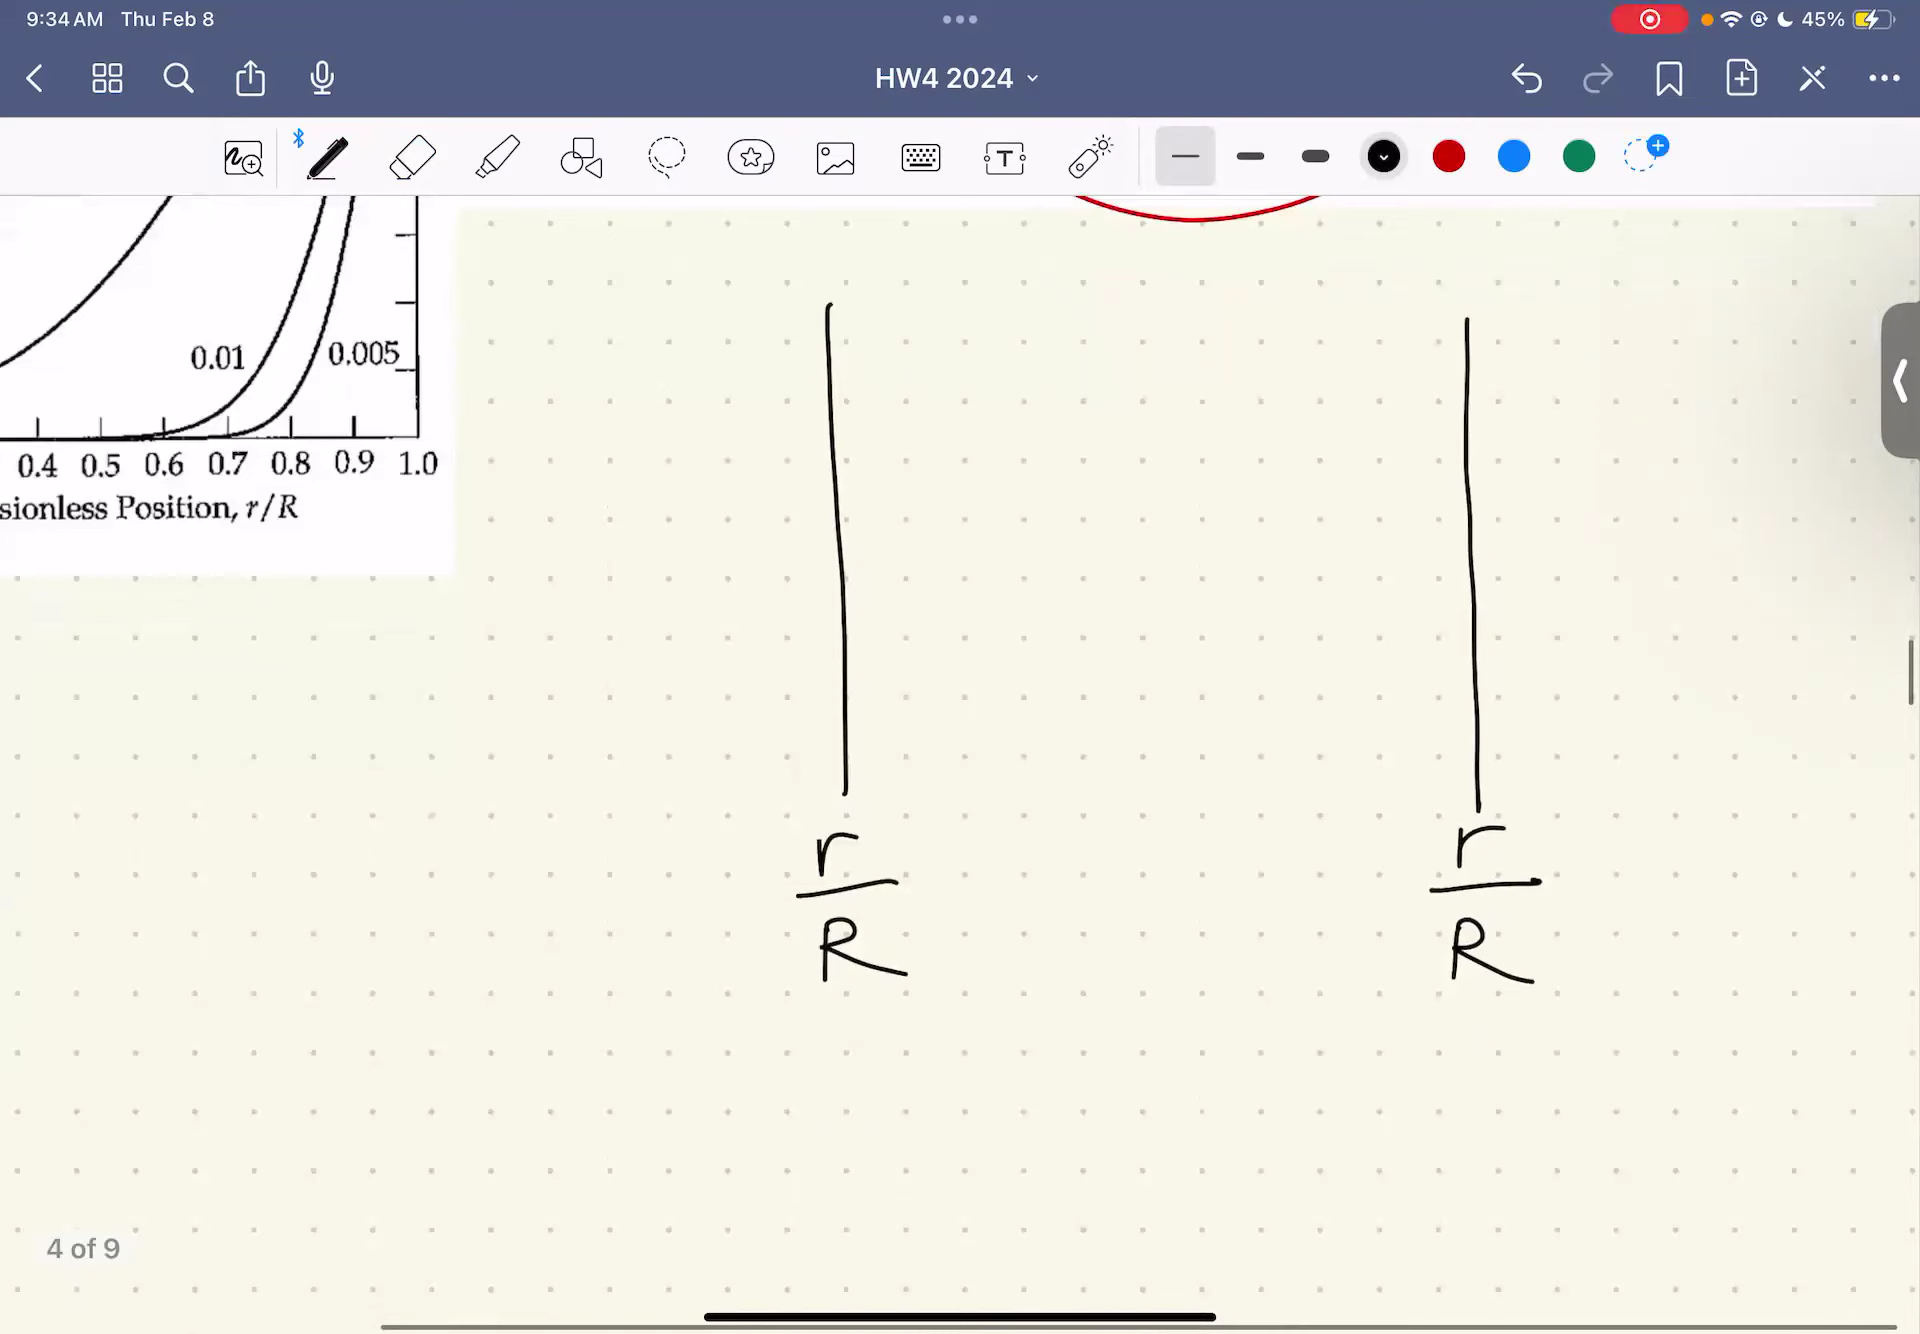 9:34 AM Thu Feb 8
45%
HW4 2024
T
0.01
0.005
0.4 0.5 0.6 0.7 0.8 0.9 1.0
sionless Position, r/R
r
R
r
R
4 of 9